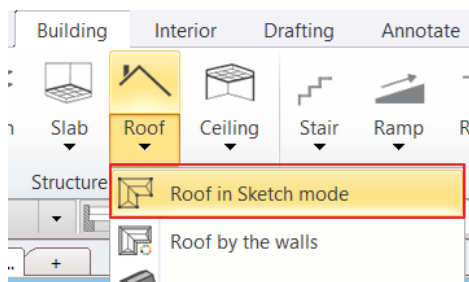 Building Interior Drafting Annotate
Slab Roof Ceiling Stair Ramp
Structure
Roof in Sketch mode
Roof by the walls
.. +